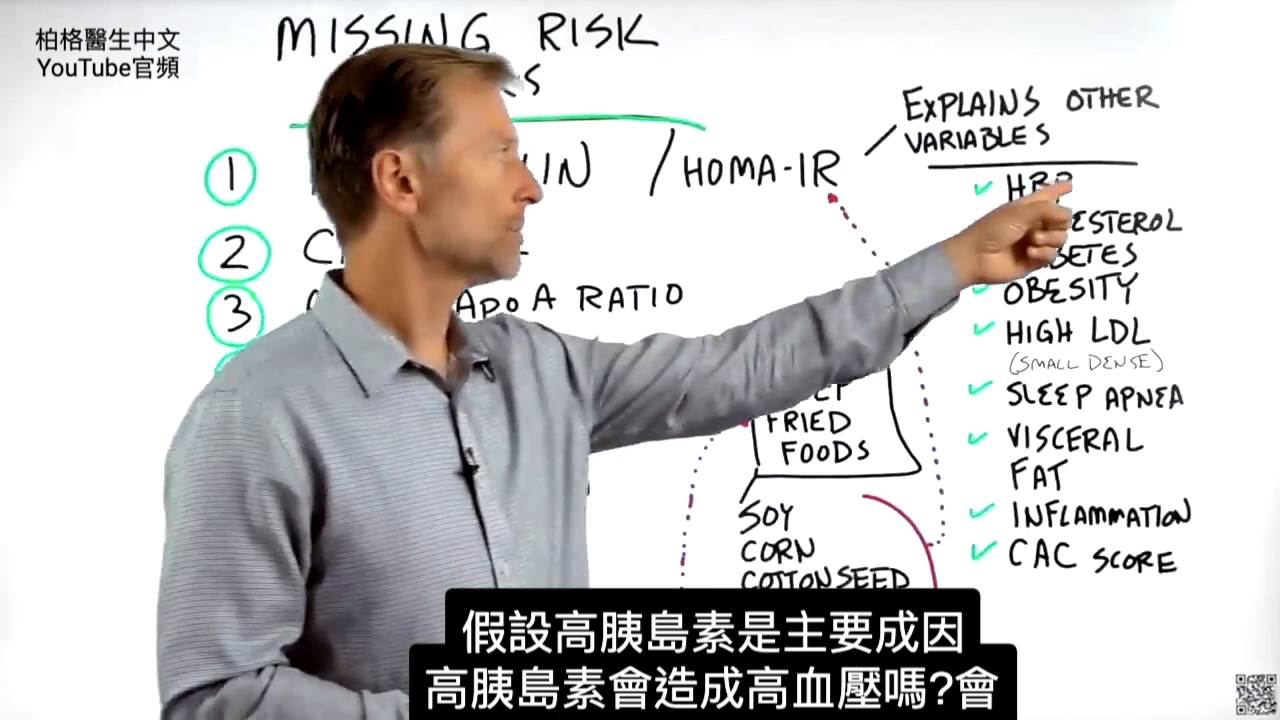 柏格醫生中文
YouTube官頻
MISSING RISK
EXPLAINS OTHER
VARIABLES
1
/HOMA-IR
2
3
APO A RATIO
OBESITY
HIGH LDL
(SMALL DENSE)
SLEEP APNEA
VISCERAL
FAT
INFLAMMATION
CAC SCORE
FRIED
FOODS
SOY
CORN
COTTONSEED
假設高胰島素是主要成因
高胰島素會造成高血壓嗎?會